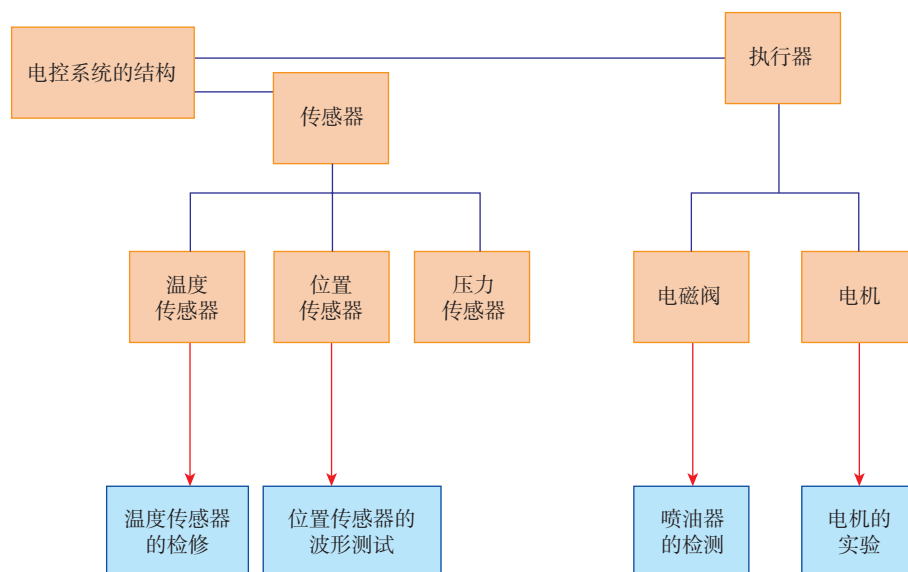 电控系统的结构
执行器
传感器
温度
传感器
位置
传感器
压力
传感器
电磁阀
电机
温度传感器
的检修
位置传感器的
波形测试
喷油器
的检测
电机的
实验